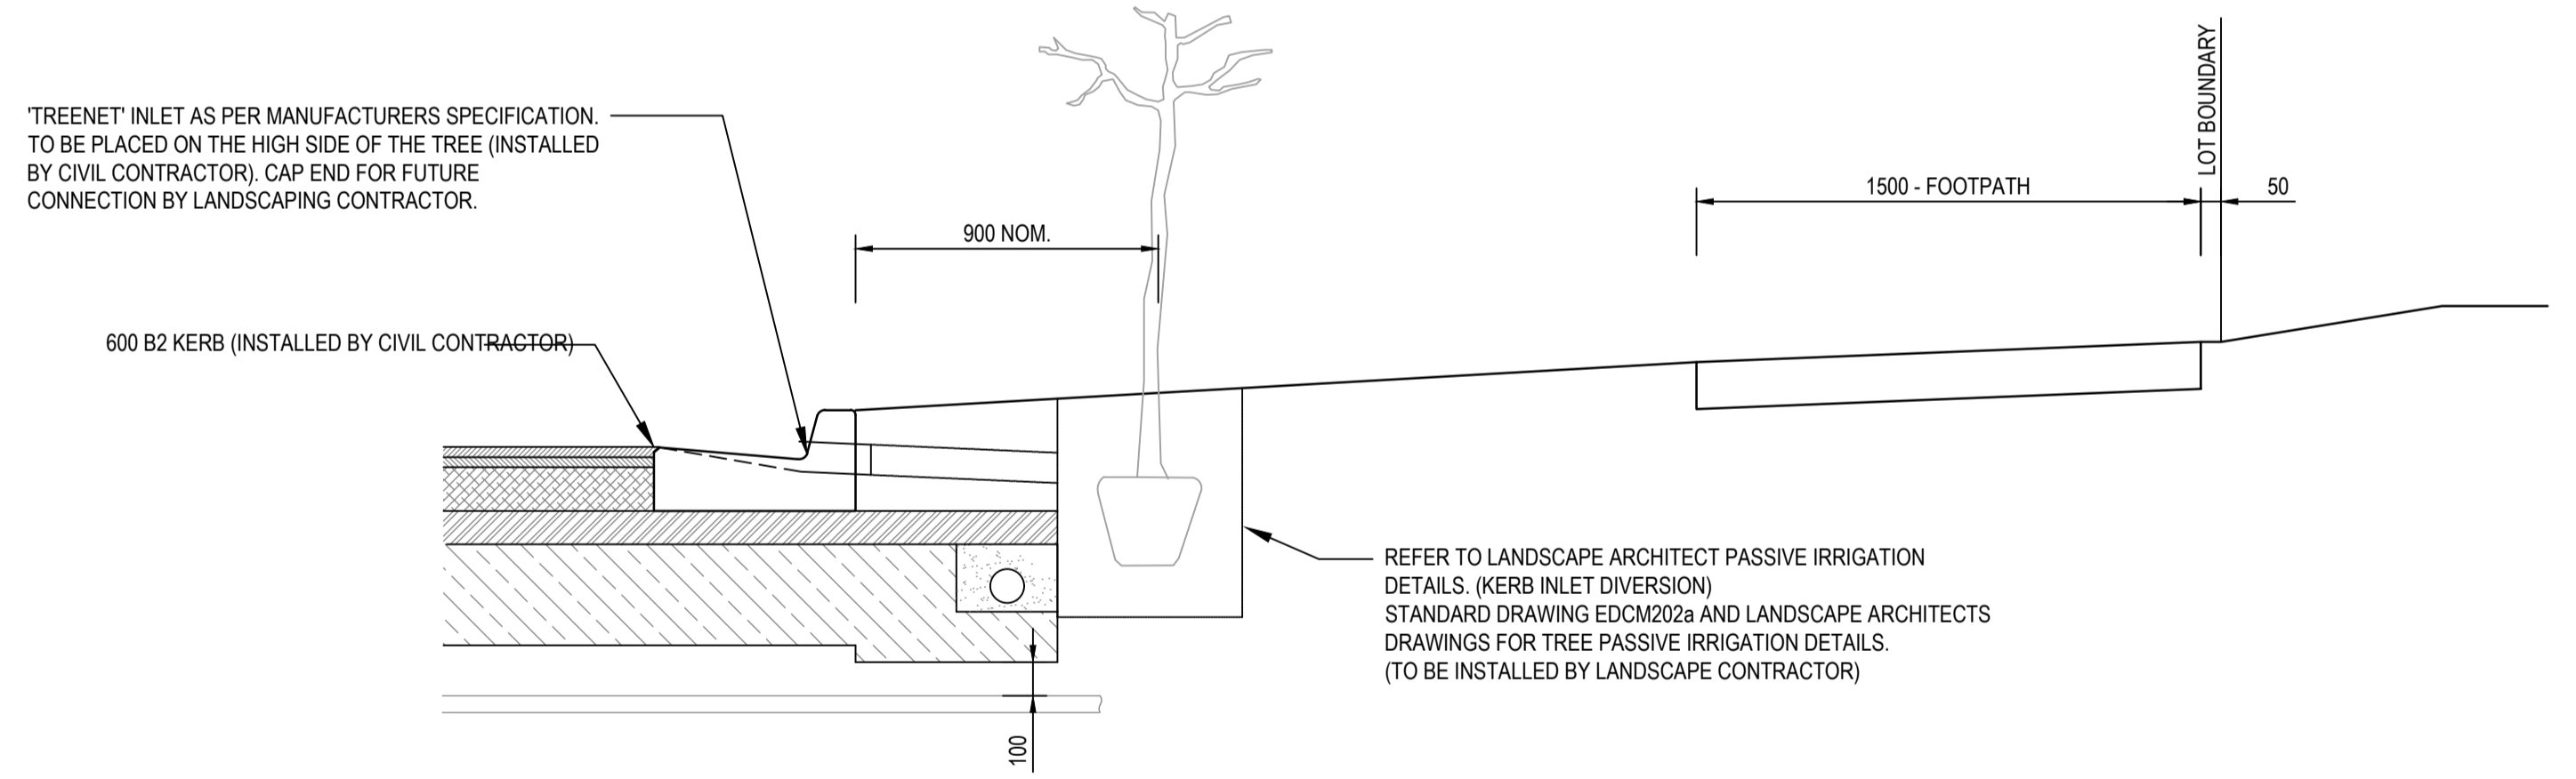 'TREENET' INLET AS PER MANUFACTURERS SPECIFICATION.
TO BE PLACED ON THE HIGH SIDE OF THE TREE (INSTALLED
BY CIVIL CONTRACTOR). CAP END FOR FUTURE
CONNECTION BY LANDSCAPING CONTRACTOR.
600 B2 KERB (INSTALLED BY CIVIL CONTRACTOR)
900 NOM.
1500 - FOOTPATH
LOT BOUNDARY
50
REFER TO LANDSCAPE ARCHITECT PASSIVE IRRIGATION
DETAILS. (KERB INLET DIVERSION)
STANDARD DRAWING EDCM202a AND LANDSCAPE ARCHITECTS
DRAWINGS FOR TREE PASSIVE IRRIGATION DETAILS.
(TO BE INSTALLED BY LANDSCAPE CONTRACTOR)
100